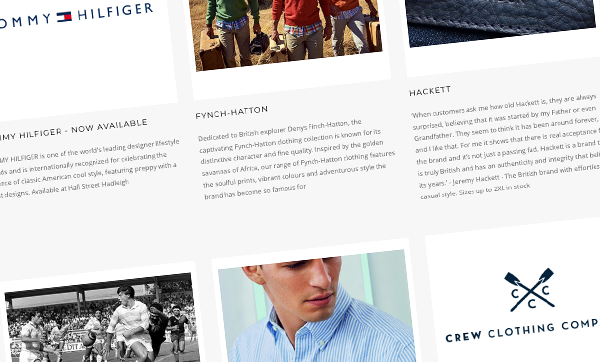 OMMY HILFIGER
MY HILFIGER - NOW AVAILABLE
MY HILFIGER is one of the world's leading designer lifestyle
and is internationally recognized for celebrating the
of classic American cool style, featuring preppy with a
designs. Available at Hall Street Hadleigh
FYNCH-HATTON
Dedicated to British explorer Denys Finch-Hatton, the
captivating Fynch-Hatton clothing collection is known for its
distinctive character and fine quality. Inspired by the golden
savannas of Africa, our range of Fynch-Hatton clothing features
the soulful prints, vibrant colours and adventurous style the
brand has become so famous for
HACKETT
'When customers ask me how old Hackett is, they are always
surprised, believing that it was started by my Father or even
Grandfather. They seem to think it has been around forever,
and I like that. For me it shows that there is real acceptance
the brand and it's not just a passing fad. Hackett is a brand
is truly British and has an authenticity and integrity that
its years.' - Jeremy Hackett - The British brand with
casual style. Sizes up to 2XL in stock
C C
C
CREW CLOTHING COMP